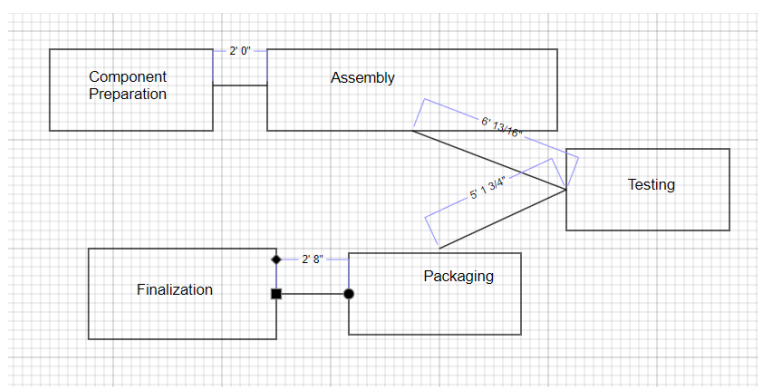 2' 0"
Component
Preparation
Assembly
6' 13/16"
Testing
5' 1 3/4"
2' 8"
Packaging
Finalization